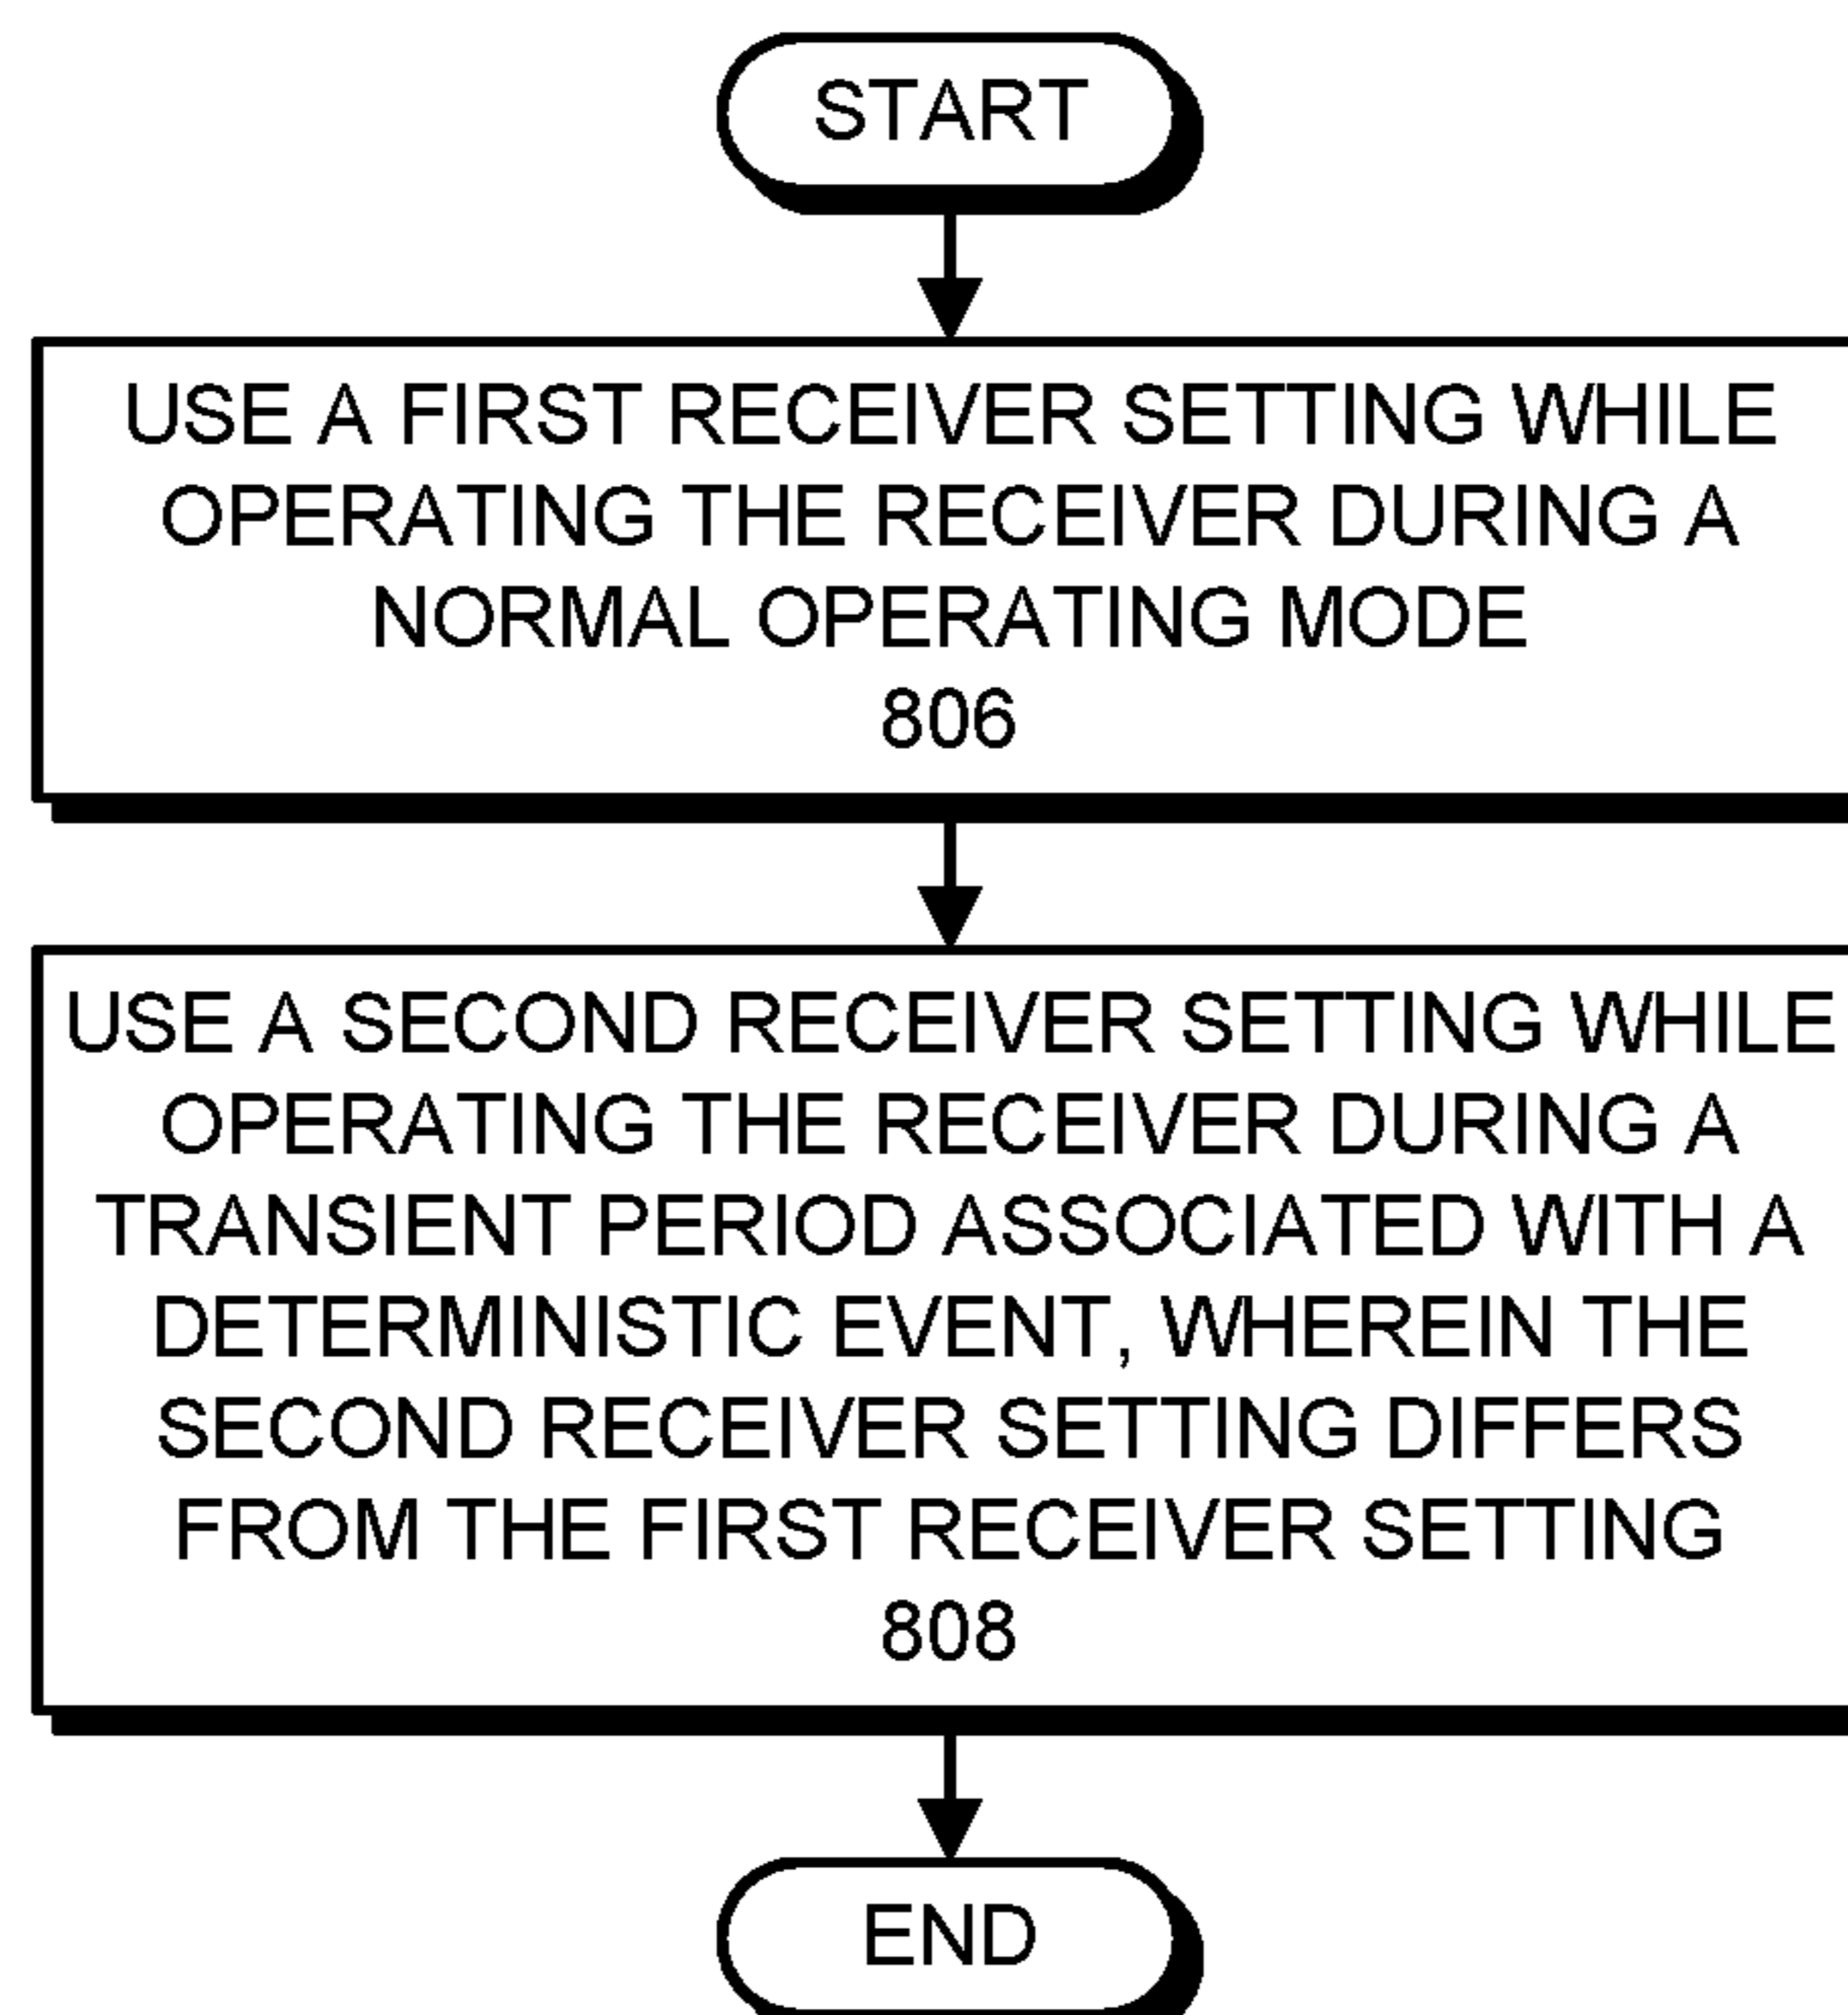 START
USE A FIRST RECEIVER SETTING WHILE
OPERATING THE RECEIVER DURING A
NORMAL OPERATING MODE
806
USE A SECOND RECEIVER SETTING WHILE
OPERATING THE RECEIVER DURING A
TRANSIENT PERIOD ASSOCIATED WITH A
DETERMINISTIC EVENT, WHEREIN THE
SECOND RECEIVER SETTING DIFFERS
FROM THE FIRST RECEIVER SETTING
808
END